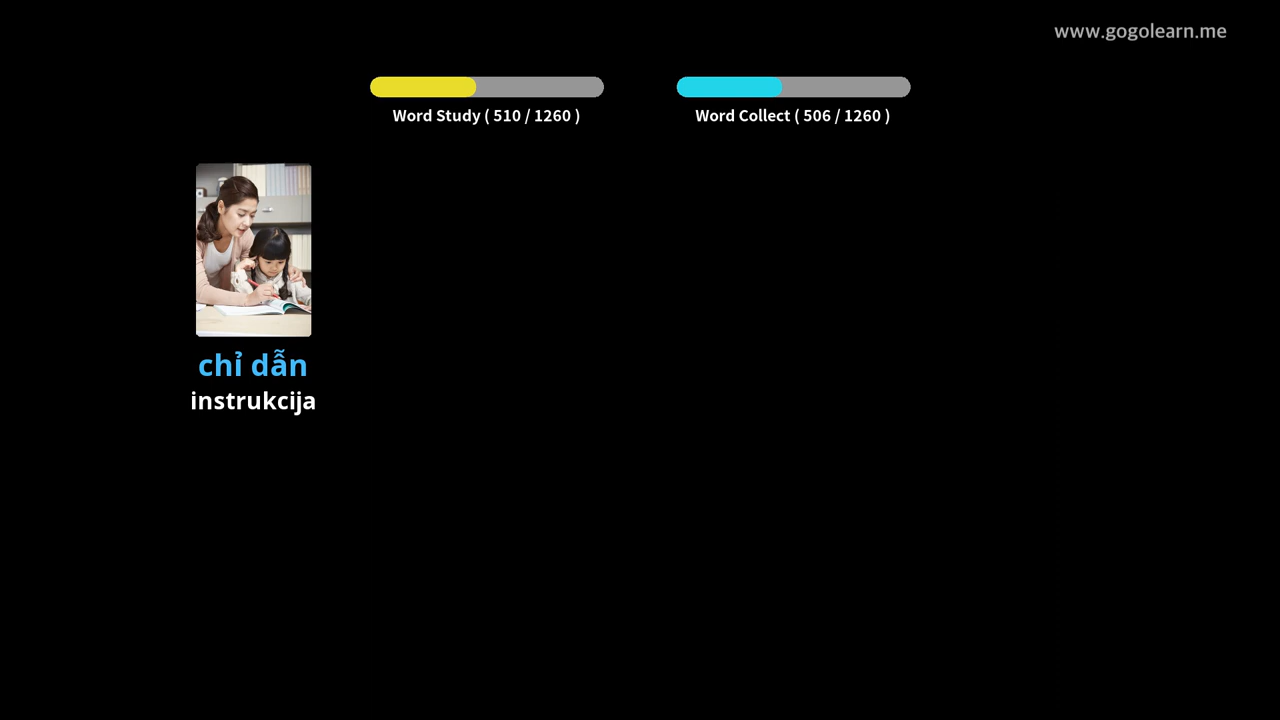 www.gogolearn.me
Word Study ( 510 / 1260 )
Word Collect ( 506 / 1260 )
chỉ dẫn
instrukcija